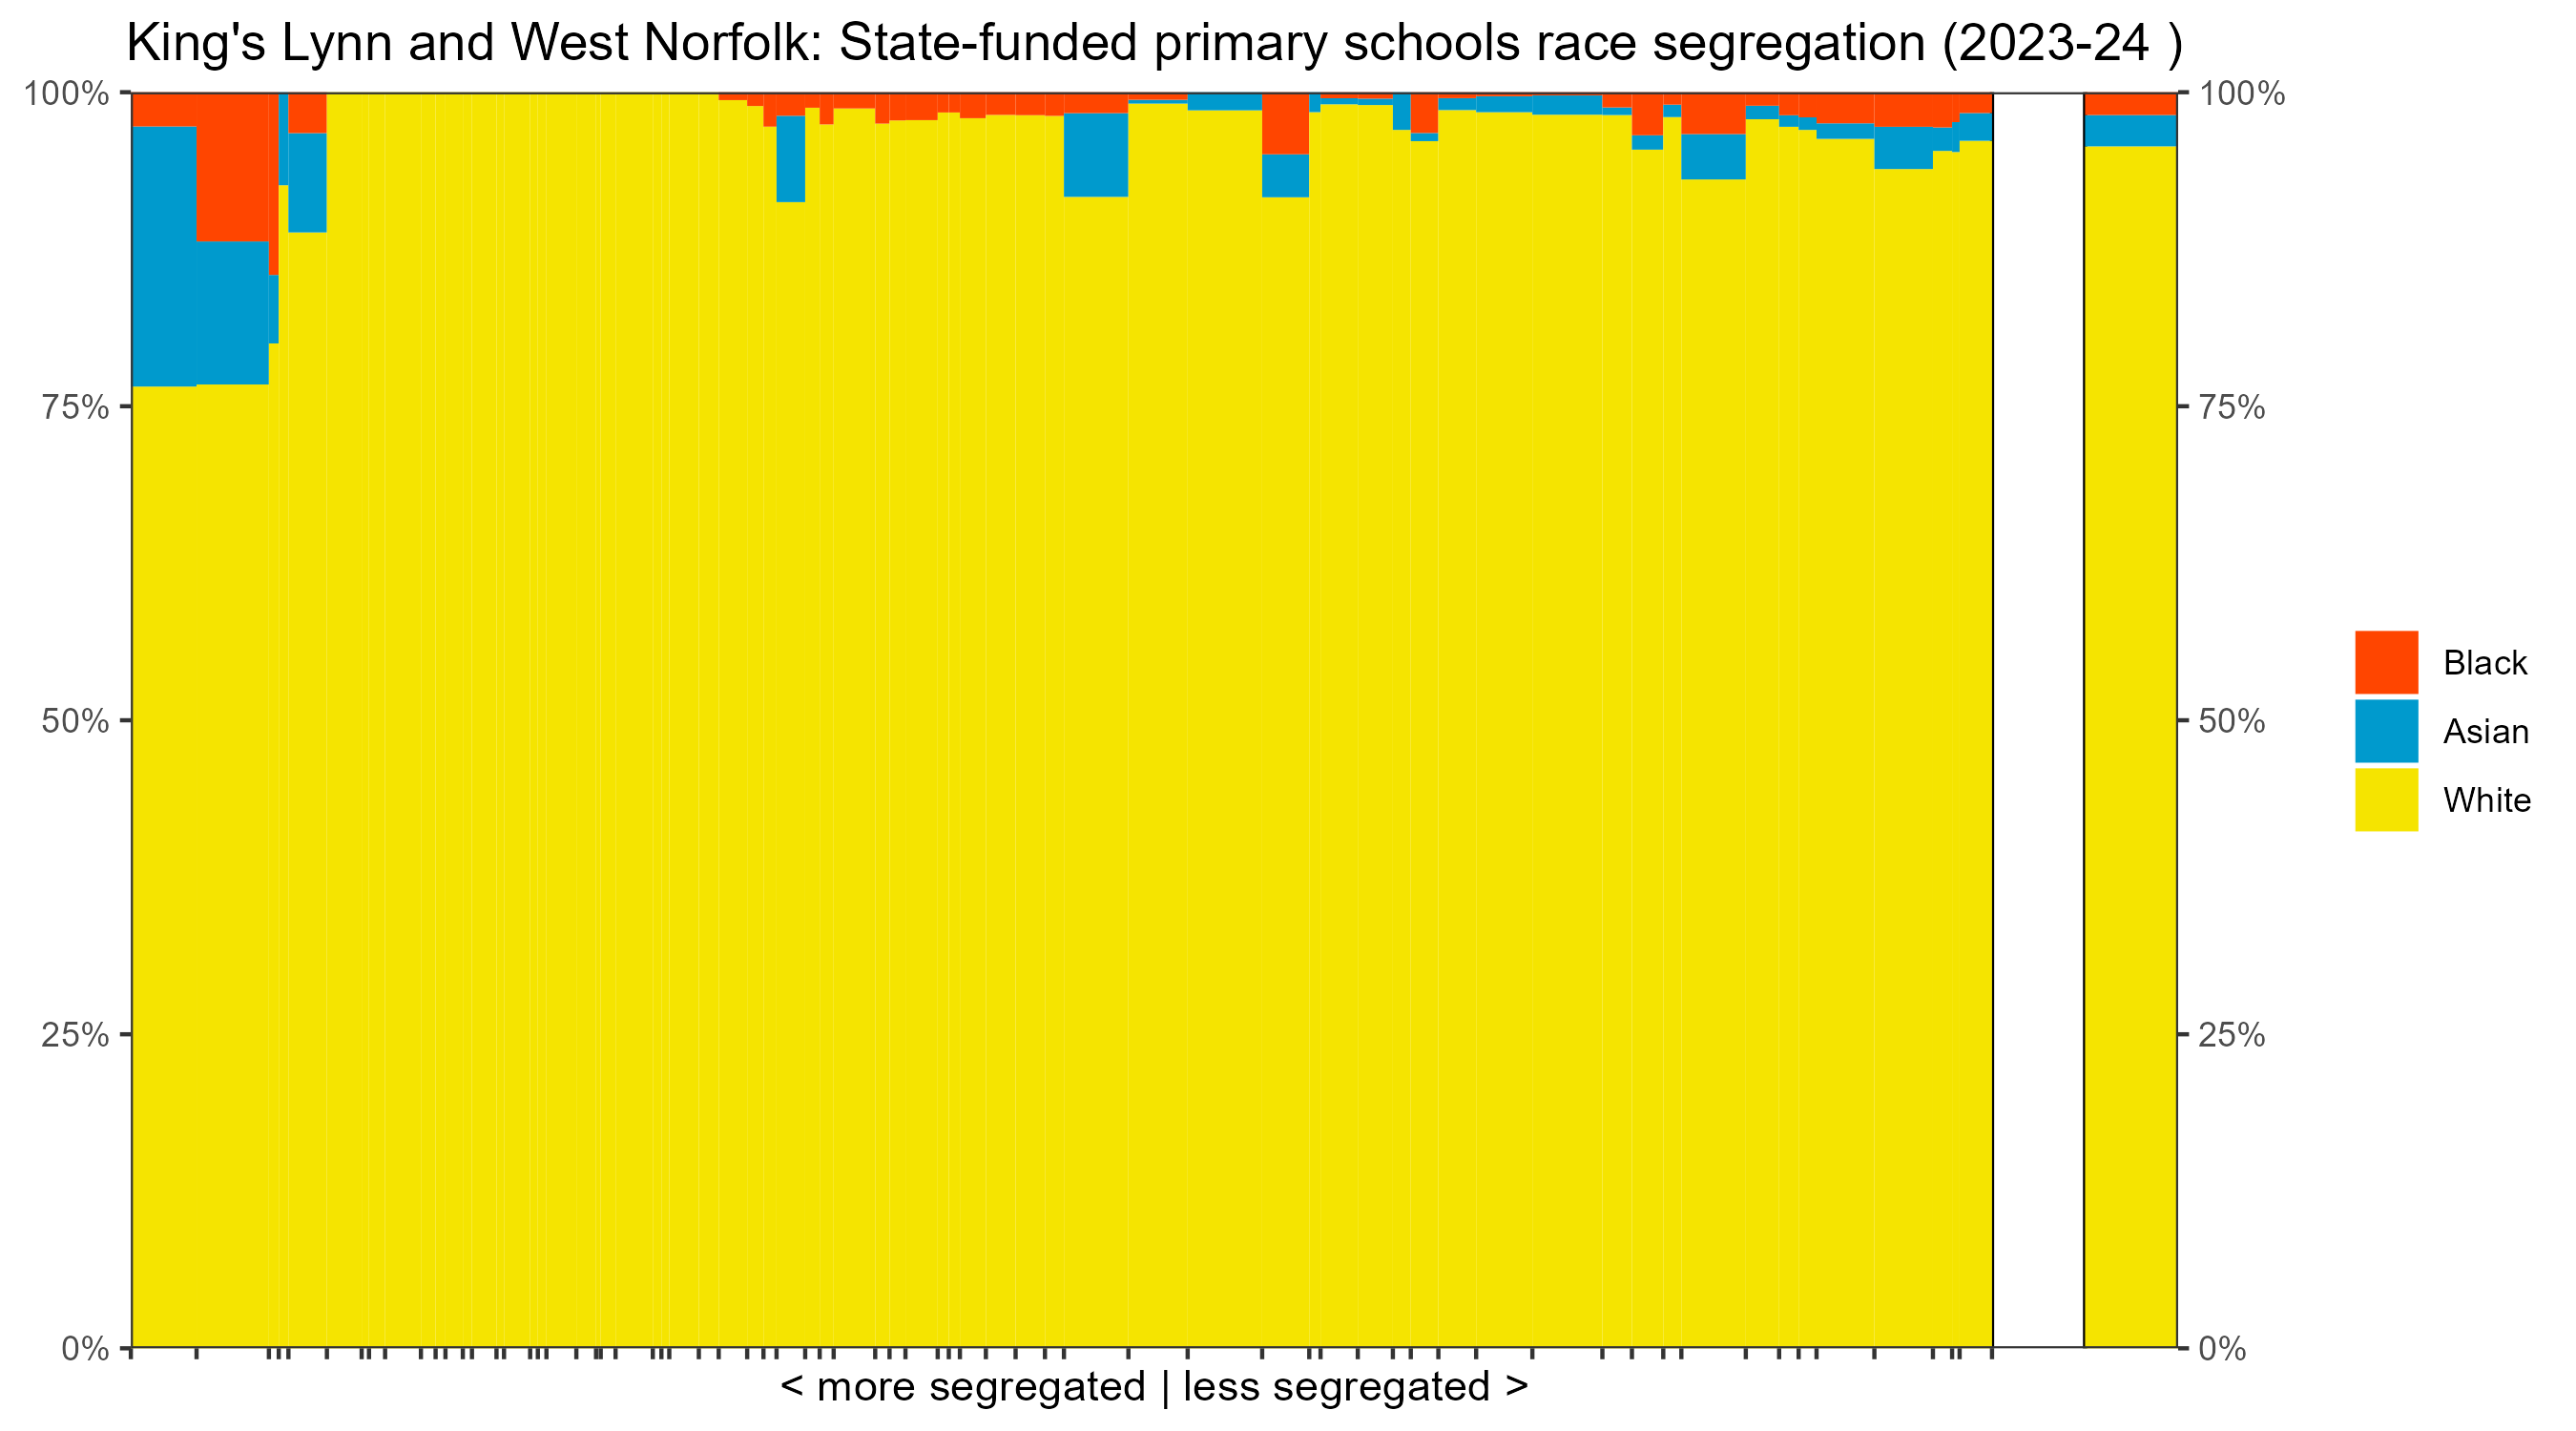 King's Lynn and West Norfolk: State-funded primary schools race segregation (2023-24 )
100%
75%
50%
25%
0%
100%
75%
50%
25%
0%
Black
Asian
White
< more segregated | less segregated >